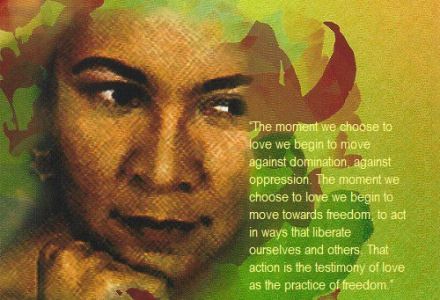 "The moment we choose to
love we begin to move
against domination, against
oppression. The moment we
choose to love we begin to
move towards freedom, to act
in ways that liberate
ourselves and others. That
action is the testimony of love
as the practice of freedom."